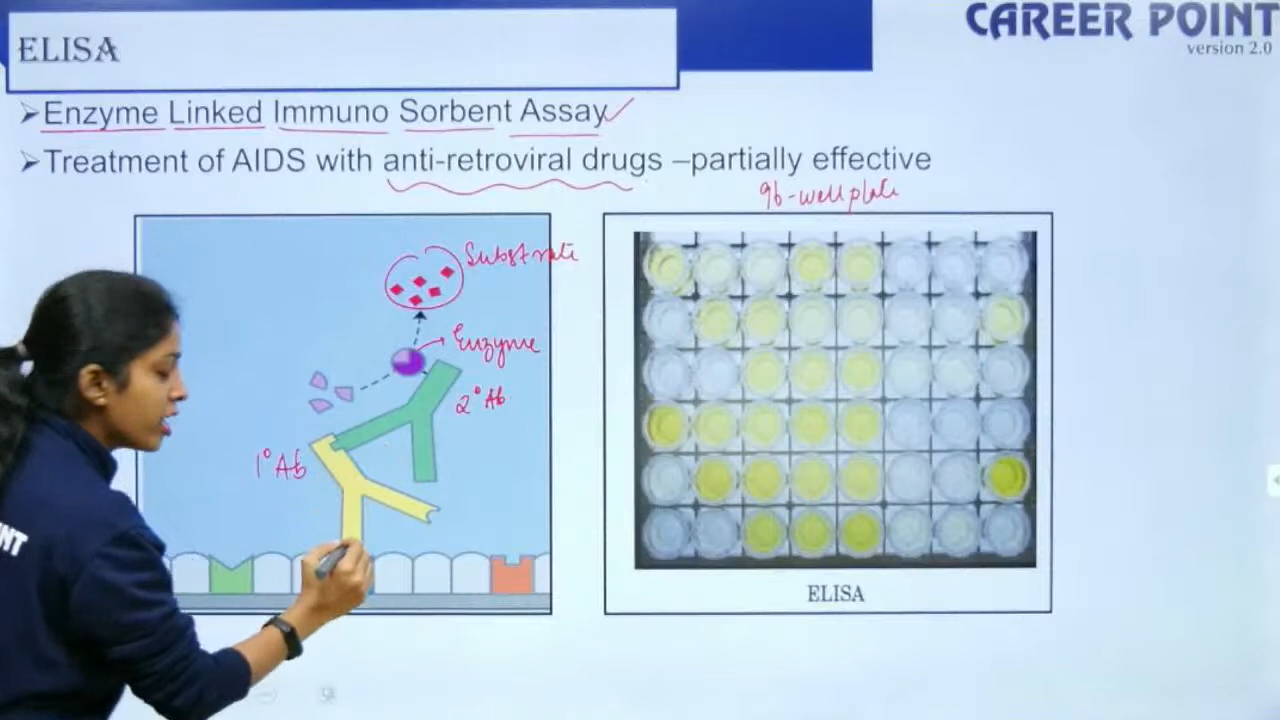 CAREER POINT
version 2.0
ELISA
➢Enzyme Linked Immuno Sorbent Assay✓
➢Treatment of AIDS with anti-retroviral drugs –partially effective
96-well plate
Substrate
Enzyme
2° Ab
1° Ab
ELISA